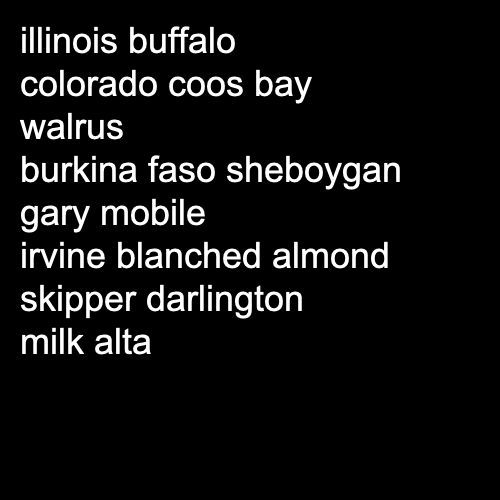 illinois buffalo
colorado coos bay
walrus
burkina faso sheboygan
gary mobile
irvine blanched almond
skipper darlington
milk alta